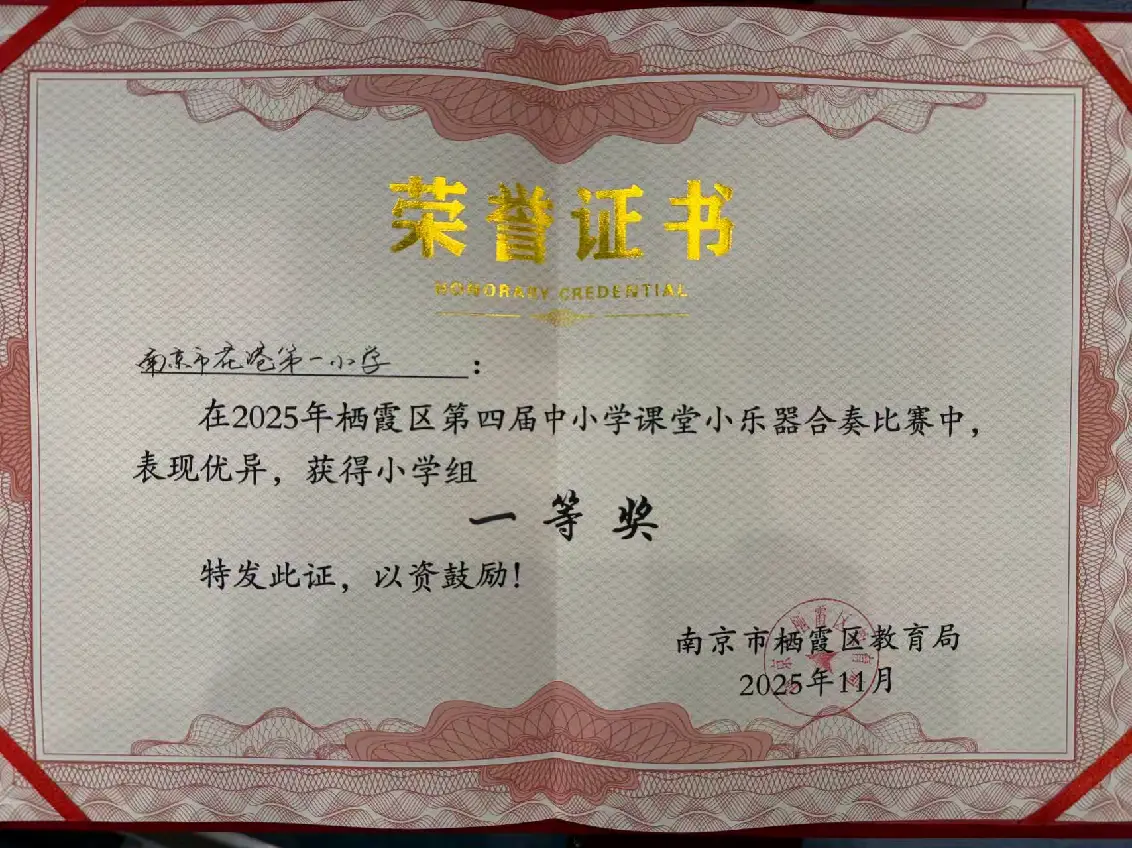 荣誉证书
HONORARY CREDENTIAL
南京市花港第一小学：
在2025年栖霞区第四届中小学课堂小乐器合奏比赛中，
表现优异，获得小学组
一等奖
特发此证，以资鼓励！
南京市栖霞区教育局
2025年11月